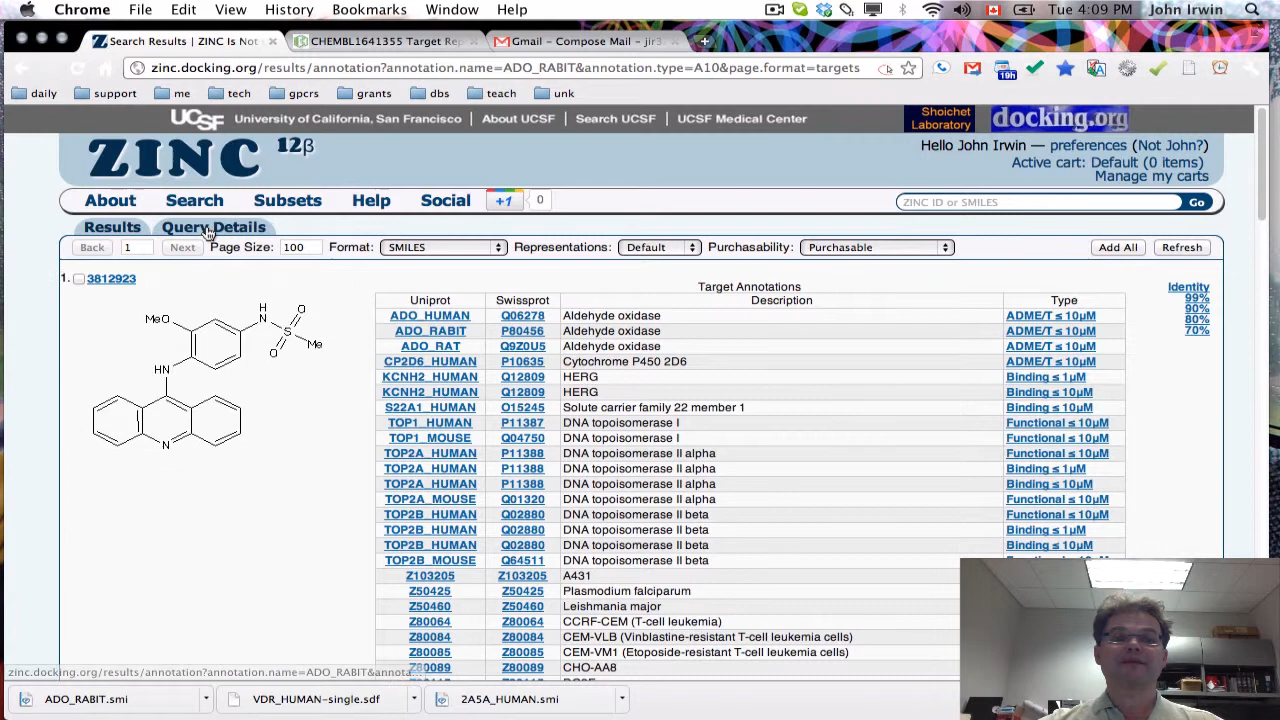 Chrome File Edit View History Bookmarks Window Help Tue 4:09 PM John Irwin
Search Results | ZINC Is Not CHEMBL1641355 Target Rep Gmail - Compose Mail - jir3
zinc.docking.org/results/annotation?annotation.name=ADO_RABIT&annotation.type=A10&page.format=targets 19h
daily support me tech gpcrs grants dbs teach unk
UCSF University of California, San Francisco | About UCSF | Search UCSF | UCSF Medical Center Shoichet Laboratory docking.org
ZINC 12β
Hello John Irwin — preferences (Not John?)
Active cart: Default (0 items)
Manage my carts
About Search Subsets Help Social +1 0 ZINC ID or SMILES Go
Results Query Details
Back 1 Next Page Size: 100 Format: SMILES Representations: Default Purchasability: Purchasable Add All Refresh
1. 3812923
Target Annotations
Uniprot Swissprot Description Type
ADO_HUMAN Q06278 Aldehyde oxidase ADME/T ≤ 10μM
ADO_RABIT P80456 Aldehyde oxidase ADME/T ≤ 10μM
ADO_RAT Q9Z0U5 Aldehyde oxidase ADME/T ≤ 10μM
CP2D6_HUMAN P10635 Cytochrome P450 2D6 ADME/T ≤ 10μM
KCNH2_HUMAN Q12809 HERG Binding ≤ 1μM
KCNH2_HUMAN Q12809 HERG Binding ≤ 10μM
S22A1_HUMAN O15245 Solute carrier family 22 member 1 Binding ≤ 10μM
TOP1_HUMAN P11387 DNA topoisomerase I Functional ≤ 10μM
TOP1_MOUSE Q04750 DNA topoisomerase I Functional ≤ 10μM
TOP2A_HUMAN P11388 DNA topoisomerase II alpha Functional ≤ 10μM
TOP2A_HUMAN P11388 DNA topoisomerase II alpha Binding ≤ 1μM
TOP2A_HUMAN P11388 DNA topoisomerase II alpha Binding ≤ 10μM
TOP2A_MOUSE Q01320 DNA topoisomerase II alpha Functional ≤ 10μM
TOP2B_HUMAN Q02880 DNA topoisomerase II beta Functional ≤ 10μM
TOP2B_HUMAN Q02880 DNA topoisomerase II beta Binding ≤ 1μM
TOP2B_HUMAN Q02880 DNA topoisomerase II beta Binding ≤ 10μM
TOP2B_MOUSE Q64511 DNA topoisomerase II beta
Z103205 Z103205 A431
Z50425 Z50425 Plasmodium falciparum
Z50460 Z50460 Leishmania major
Z80064 Z80064 CCRF-CEM (T-cell leukemia)
Z80084 Z80084 CEM-VLB (Vinblastine-resistant T-cell leukemia cells)
Z80085 Z80085 CEM-VM1 (Etoposide-resistant T-cell leukemia cells)
Z80089 Z80089 CHO-AA8
Identity
99%
90%
80%
70%
H
N
O
MeO
S
O
Me
HN
N
zinc.docking.org/results/annotation?annotation.name=ADO_RABIT&annota...
ADO_RABIT.smi VDR_HUMAN-single.sdf 2A5A_HUMAN.smi